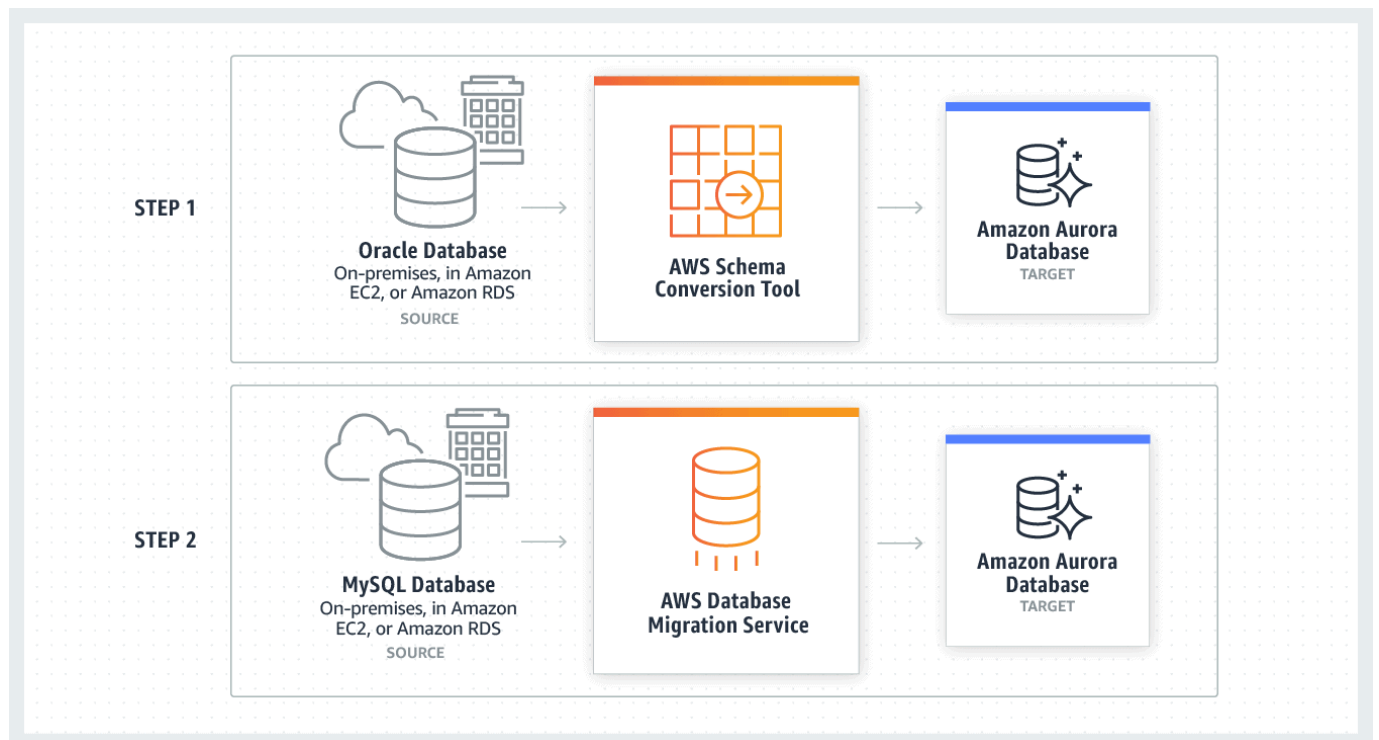 STEP 1
Oracle Database
On-premises, in Amazon
EC2, or Amazon RDS
SOURCE
AWS Schema
Conversion Tool
Amazon Aurora
Database
TARGET
STEP 2
MySQL Database
On-premises, in Amazon
EC2, or Amazon RDS
SOURCE
AWS Database
Migration Service
Amazon Aurora
Database
TARGET